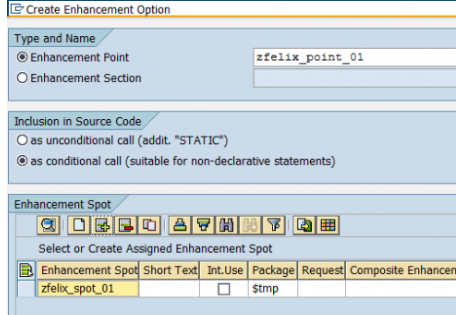 Create Enhancement Option
Type and Name
Enhancement Point zfelix_point_01
Enhancement Section
Inclusion in Source Code
as unconditional call (addit. "STATIC")
as conditional call (suitable for non-declarative statements)
Enhancement Spot
Select or Create Assigned Enhancement Spot
Enhancement Spot Short Text Int.Use Package Request Composite Enhancen
zfelix_spot_01 $tmp